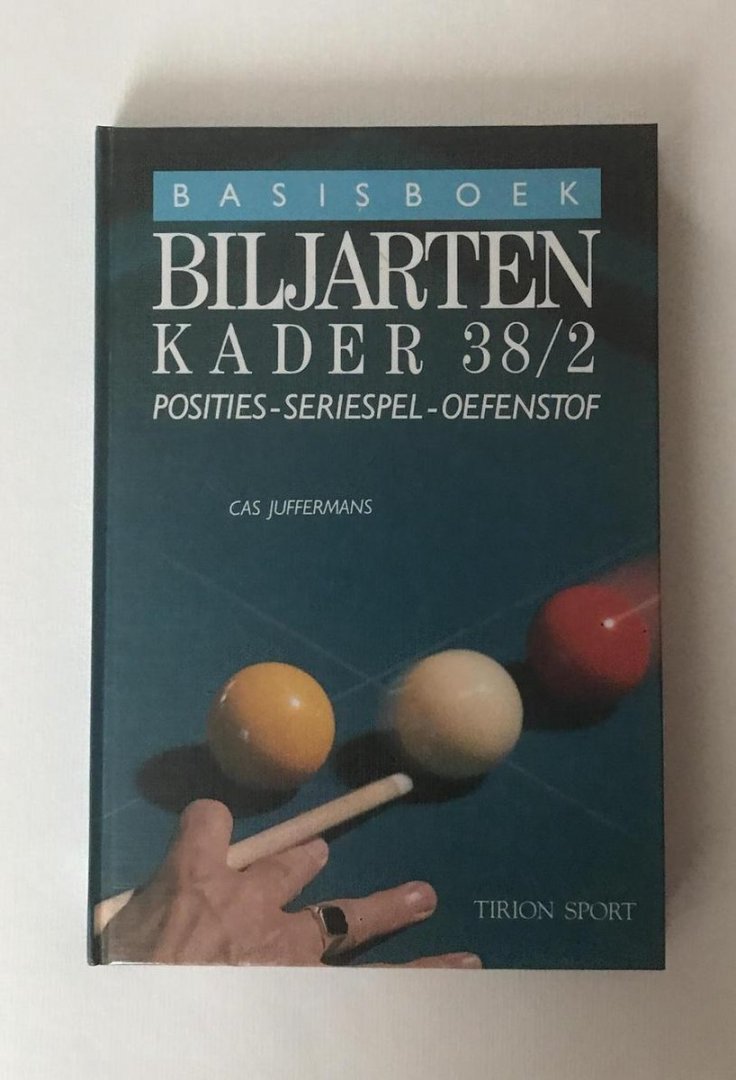 BASISBOEK
BILJARTEN
KADER 38/2
POSITIES-SERIESPEL-OEFENSTOF
CAS JUFFERMANS
TIRION SPORT